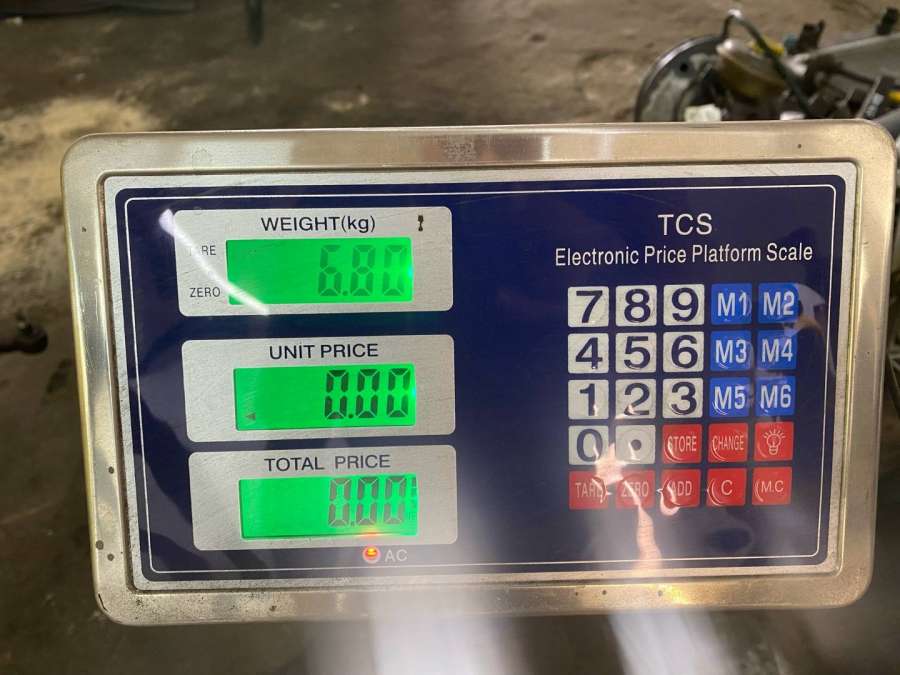 WEIGHT(kg)
TARE
6.80
ZERO
UNIT PRICE
0.00
TOTAL PRICE
0.00
AC
TCS
Electronic Price Platform Scale
7 8 9 M1 M2
4 5 6 M3 M4
1 2 3 M5 M6
0 . STORE CHANGE
TARE ZERO ADD C M.C